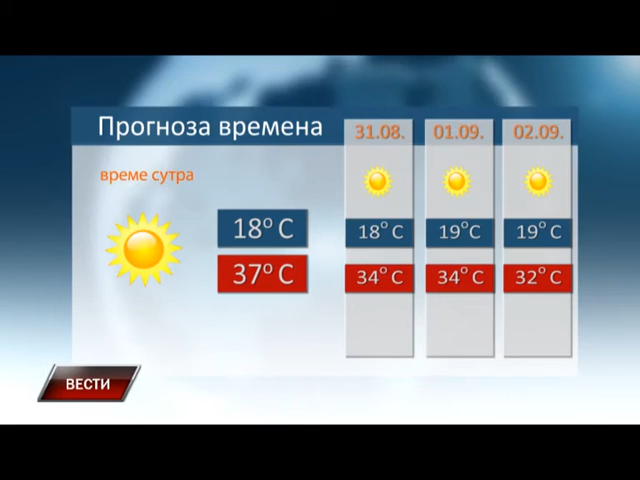 Прогноза времена
време сутра
18° C
37° C
31.08.
18° C
34° C
01.09.
19° C
34° C
02.09.
19° C
32° C
ВЕСТИ